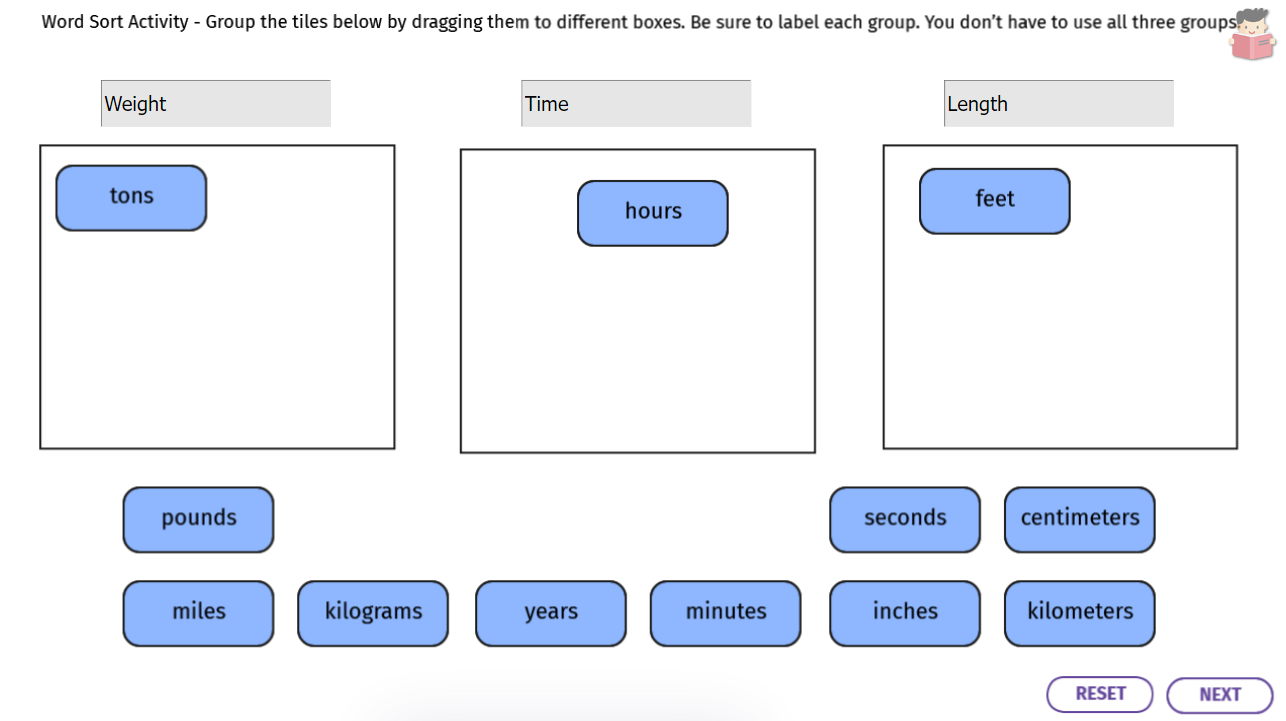 Word Sort Activity - Group the tiles below by dragging them to different boxes. Be sure to label each group. You don’t have to use all three groups.
Weight
Time
Length
tons
hours
feet
pounds
seconds
centimeters
miles
kilograms
years
minutes
inches
kilometers
RESET
NEXT